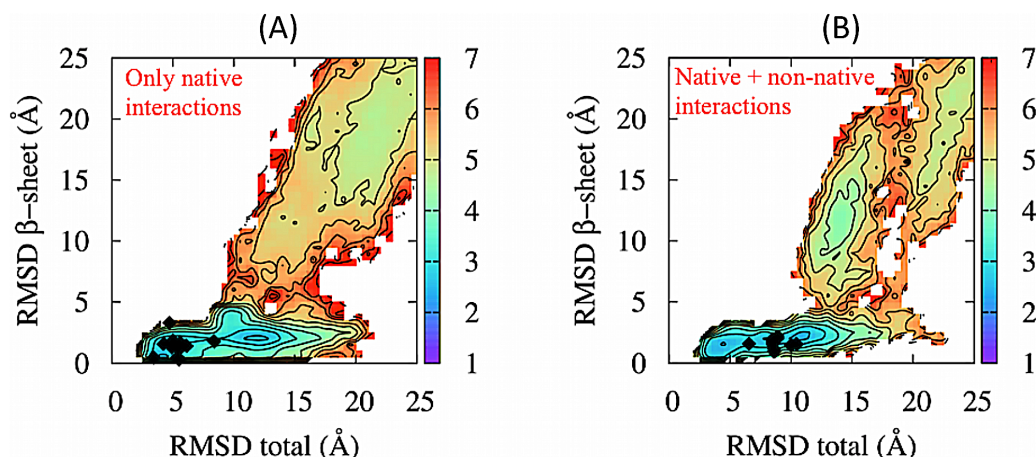 (A)
(B)
Only native
interactions
25
20
15
10
5
0
RMSD β−sheet (Å)
0 5 10 15 20 25
RMSD total (Å)
7
6
5
4
3
2
1
Native + non-native
interactions
25
20
15
10
5
0
RMSD β−sheet (Å)
0 5 10 15 20 25
RMSD total (Å)
7
6
5
4
3
2
1